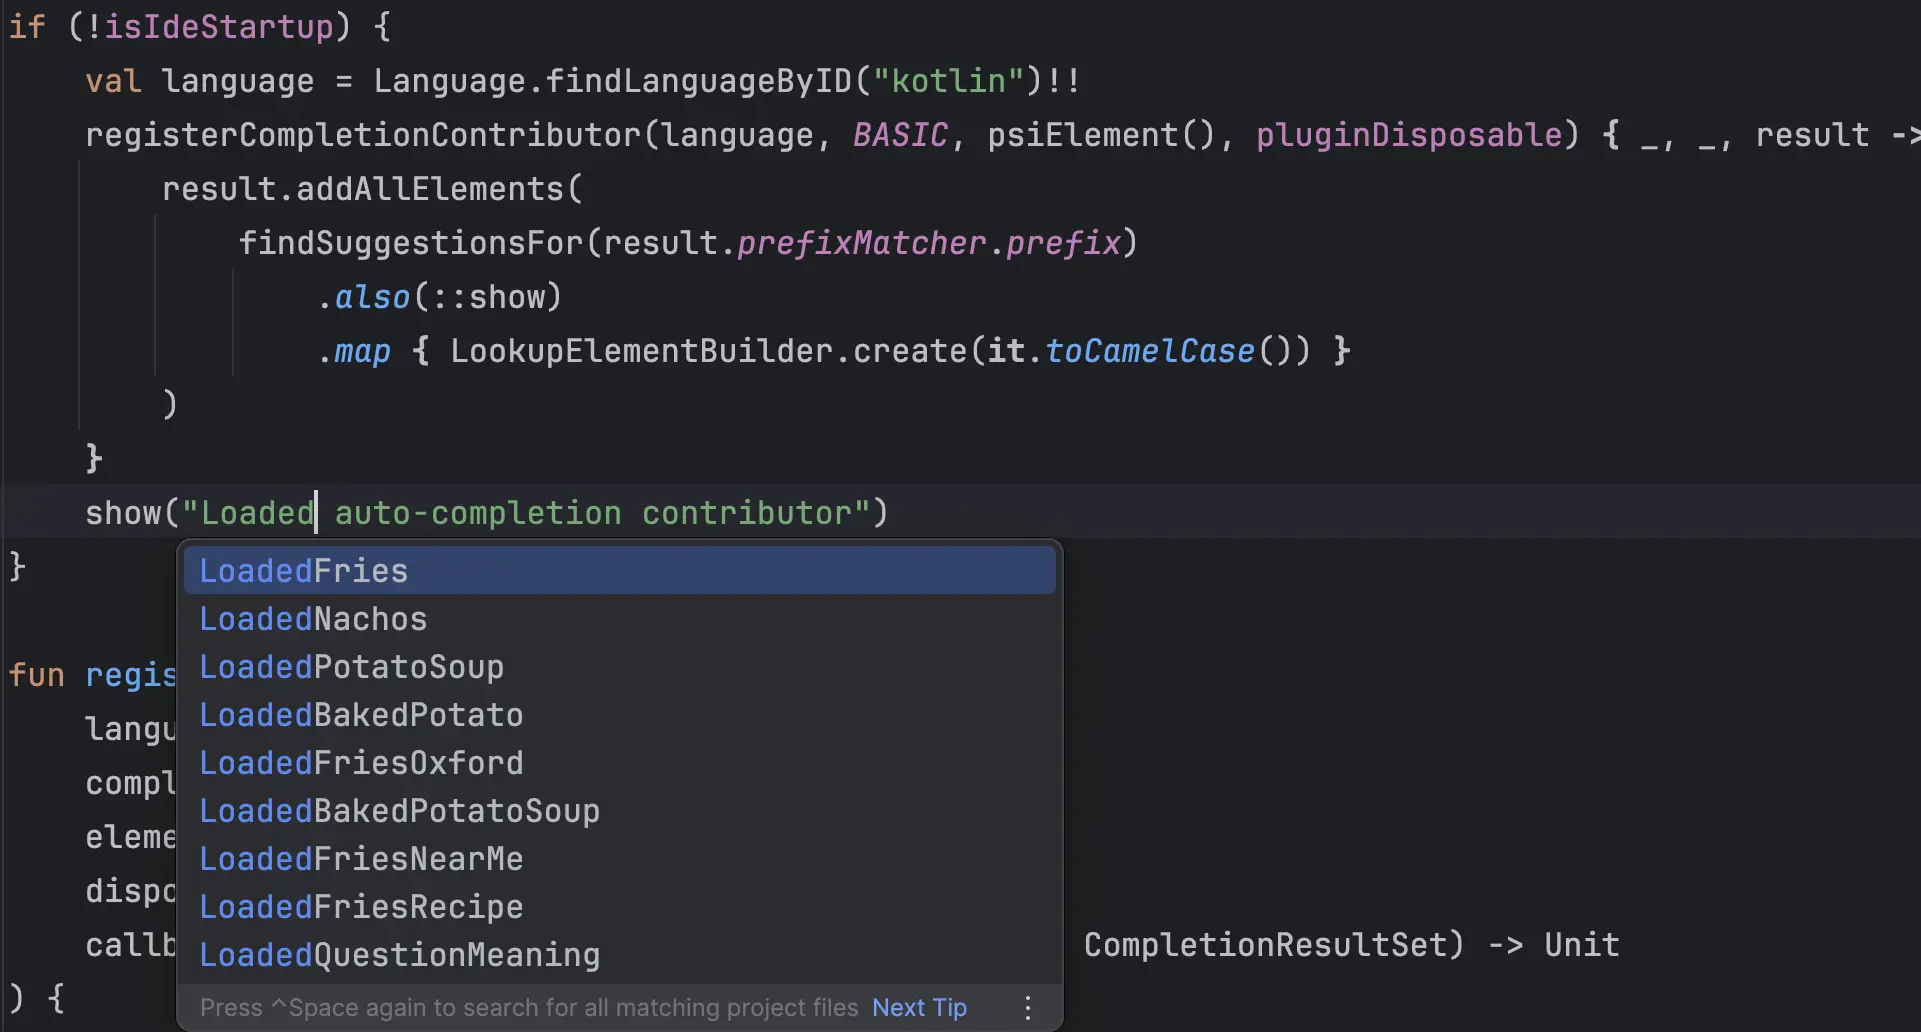 if (!isIdeStartup) {
val language = Language.findLanguageByID("kotlin")!!
registerCompletionContributor(language, BASIC, psiElement(), pluginDisposable) { _, _, result ->
result.addAllElements(
findSuggestionsFor(result.prefixMatcher.prefix)
.also(::show)
.map { LookupElementBuilder.create(it.toCamelCase()) }
)
}
show("Loaded auto-completion contributor")
}
LoadedFries
LoadedNachos
LoadedPotatoSoup
LoadedBakedPotato
LoadedFriesOxford
LoadedBakedPotatoSoup
LoadedFriesNearMe
LoadedFriesRecipe
LoadedQuestionMeaning
Press ^Space again to search for all matching project files Next Tip
fun regis
langu
compl
eleme
dispo
callb CompletionResultSet) -> Unit
) {